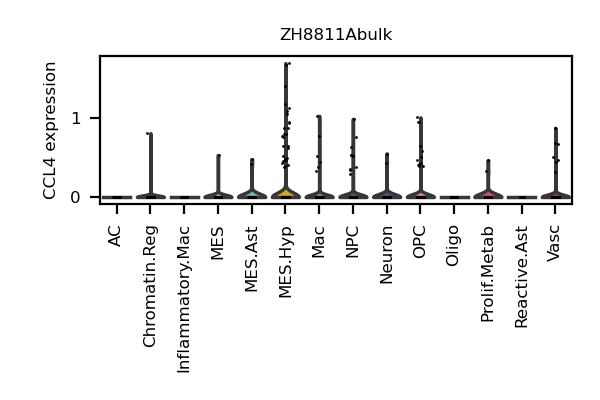 ZH8811Abulk
CCL4 expression
1
0
AC
Chromatin.Reg
Inflammatory.Mac
MES
MES.Ast
MES.Hyp
Mac
NPC
Neuron
OPC
Oligo
Prolif.Metab
Reactive.Ast
Vasc